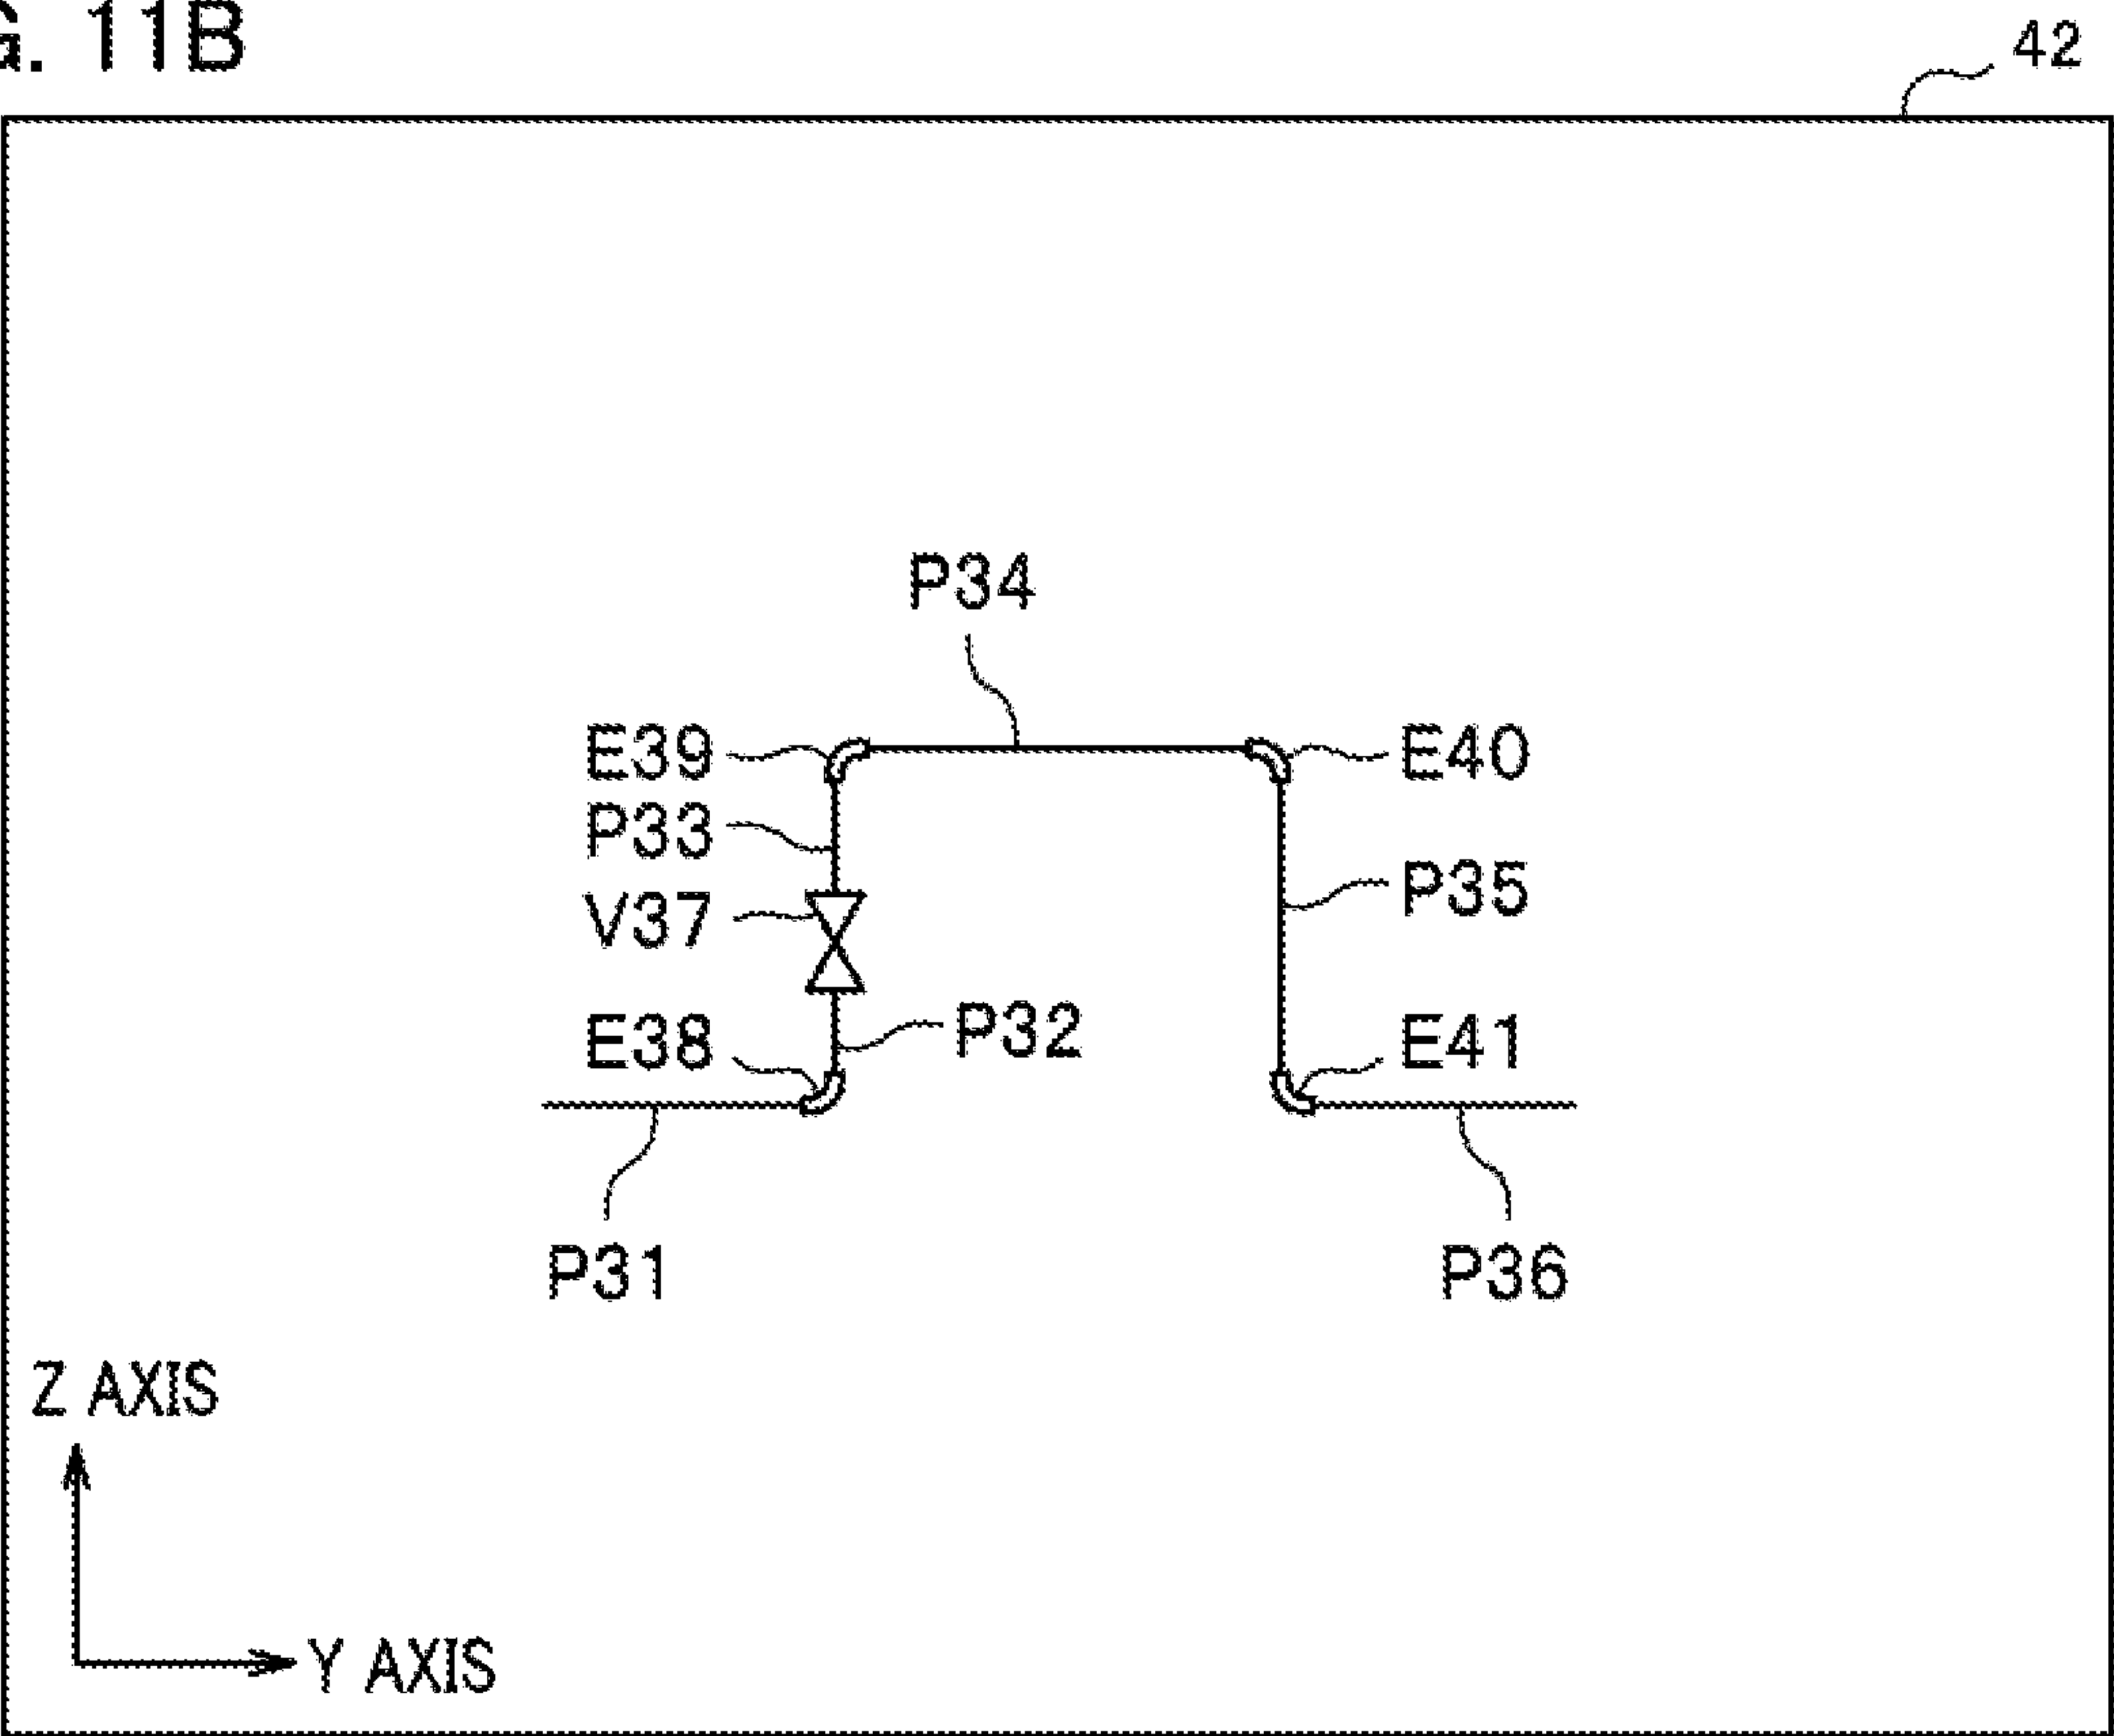 G. 11B
42
P34
E39
E40
P33
P35
V37
P32
E38
E41
P31
P36
Z AXIS
Y AXIS